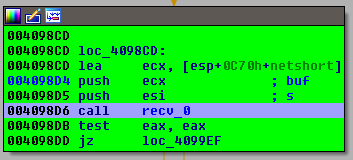 004098CD
004098CD loc_4098CD:
004098CD lea ecx, [esp+0C70h+netshort]
004098D4 push ecx ; buf
004098D5 push esi ; s
004098D6 call recv_0
004098DB test eax, eax
004098DD jz loc_4099EF